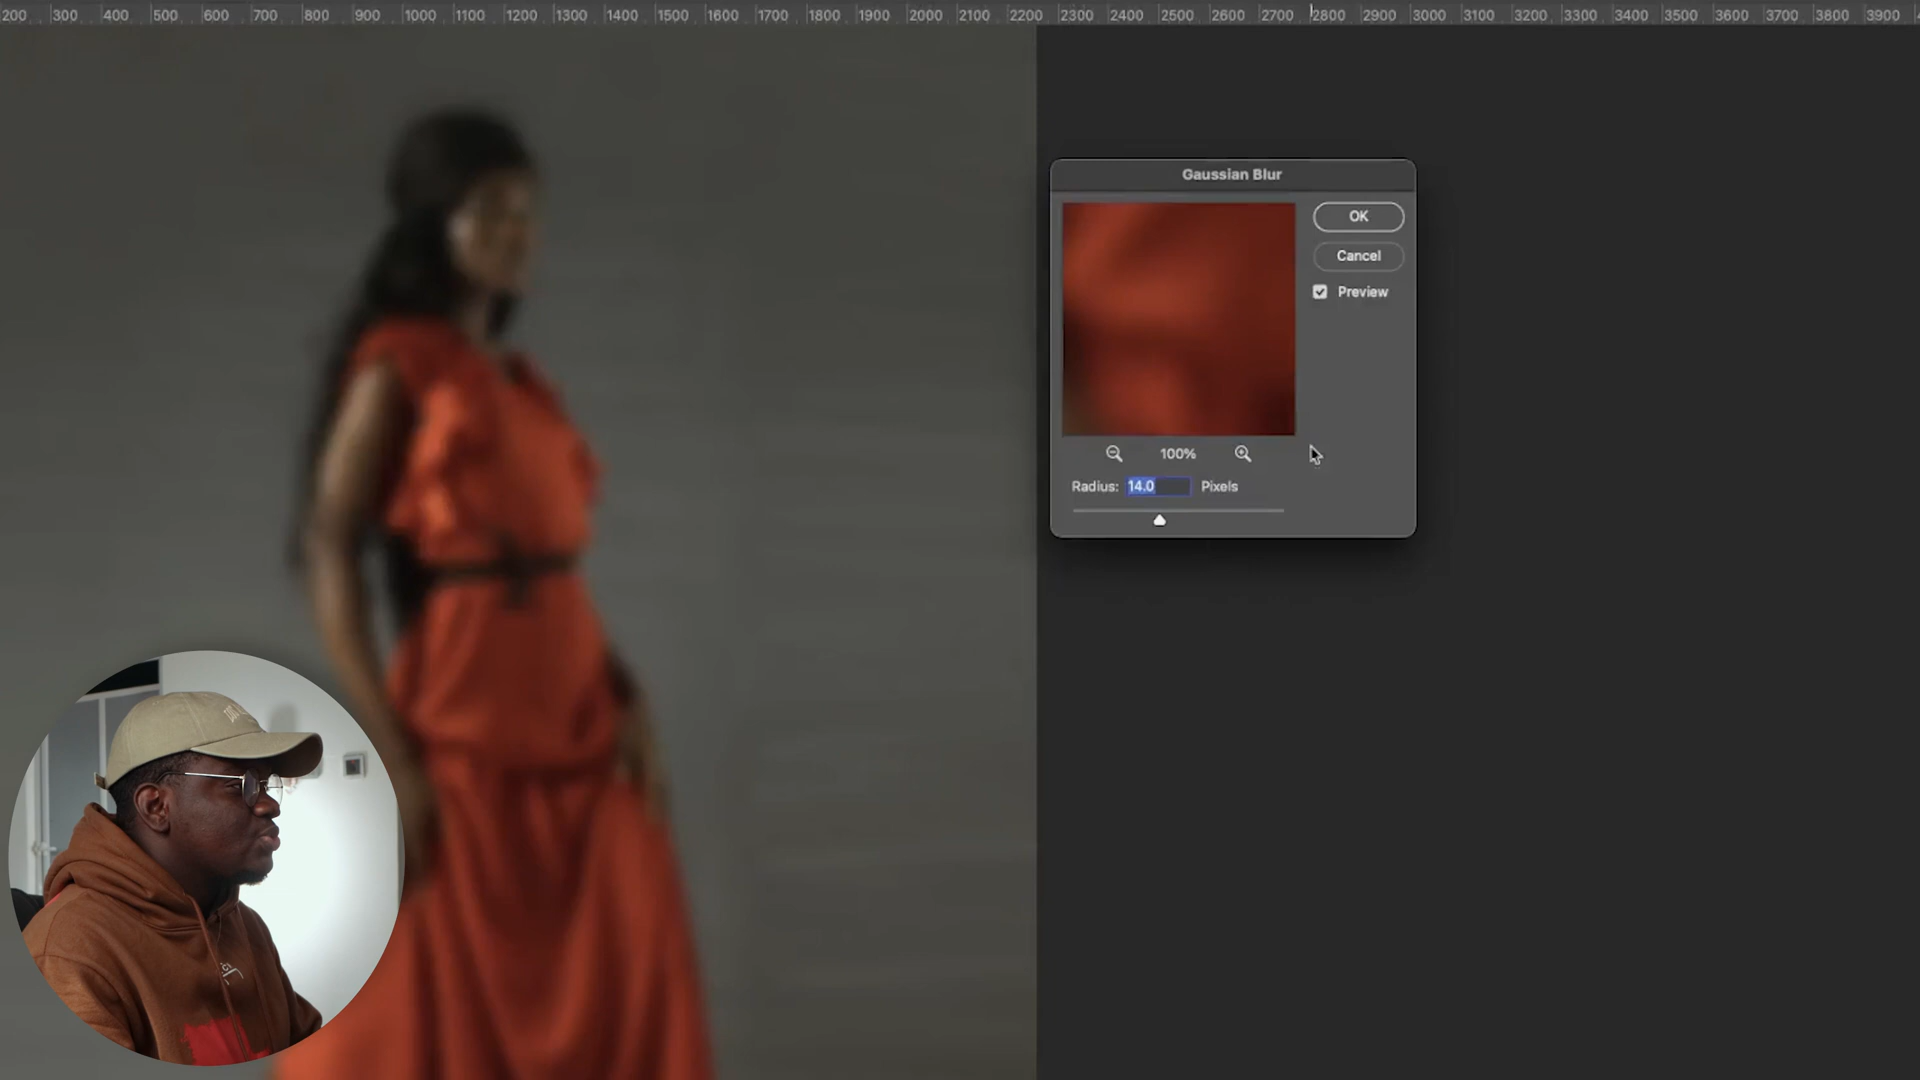 200 300 400 500 600 700 800 900 1000 1100 1200 1300 1400 1500 1600 1700 1800 1900 2000 2100 2200 2300 2400 2500 2600 2700 2800 2900 3000 3100 3200 3300 3400 3500 3600 3700 3800 3900
Gaussian Blur
OK
Cancel
Preview
100%
Radius: 14.0 Pixels